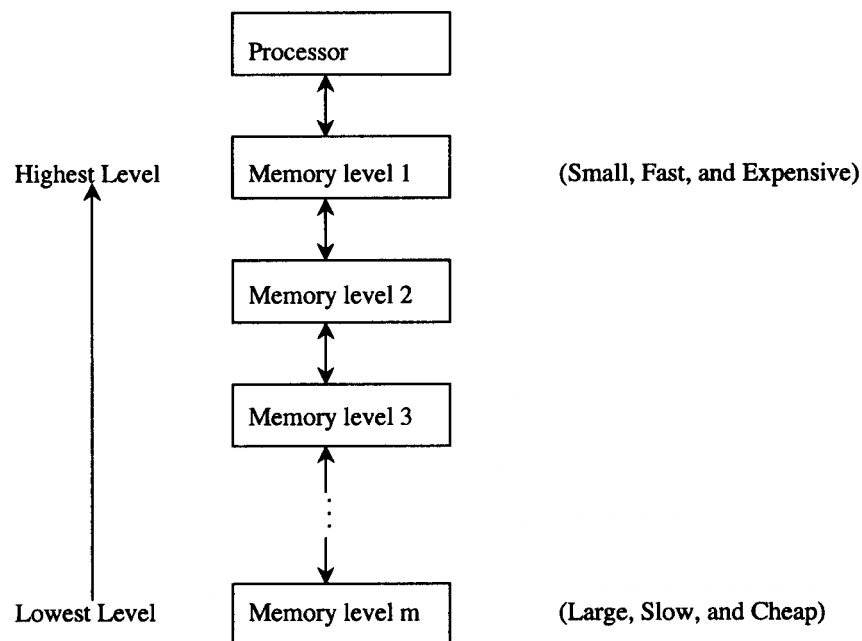 Processor
Highest Level
Memory level 1
(Small, Fast, and Expensive)
Memory level 2
Memory level 3
Lowest Level
Memory level m
(Large, Slow, and Cheap)